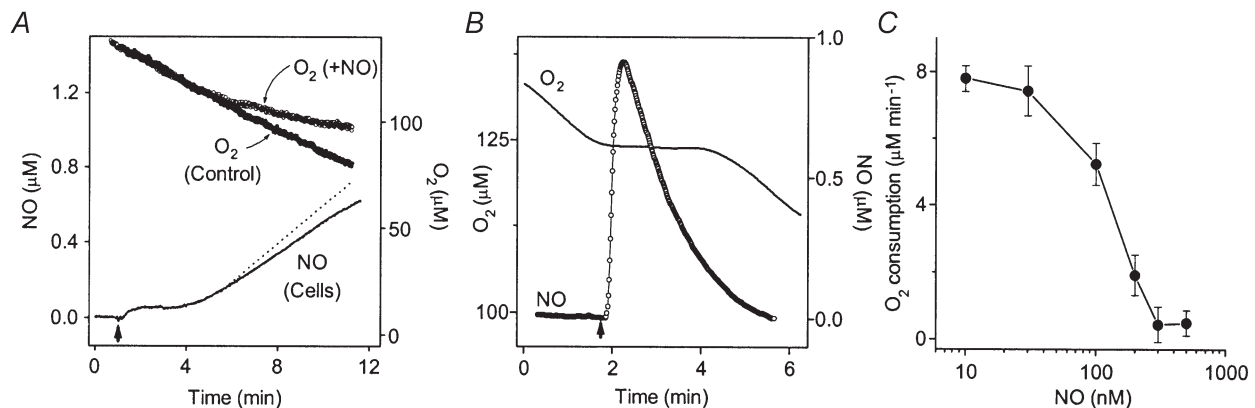 A
B
C
1.2
0.8
0.4
0.0
NO (μM)
O2 (+NO)
O2
(Control)
NO
(Cells)
100
50
0
O2 (μM)
0
4
8
12
Time (min)
125
100
O2 (μM)
O2
NO
1.0
0.5
0.0
NO (μM)
0
2
4
6
Time (min)
8
4
0
O2 consumption (μM min-1)
10
100
1000
NO (nM)